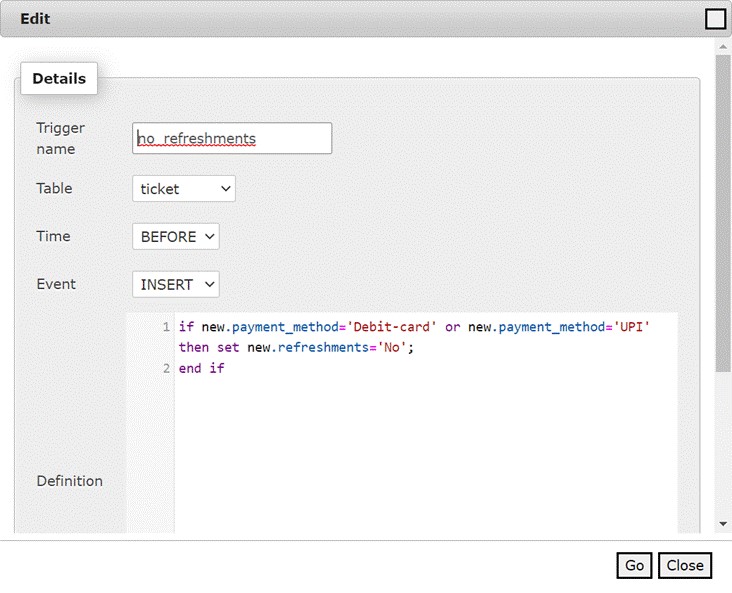 Edit
Details
Trigger
name
no_refreshments
Table
ticket
Time
BEFORE
Event
INSERT
1 if new.payment_method='Debit-card' or new.payment_method='UPI'
then set new.refreshments='No';
2 end if
Definition
Go Close